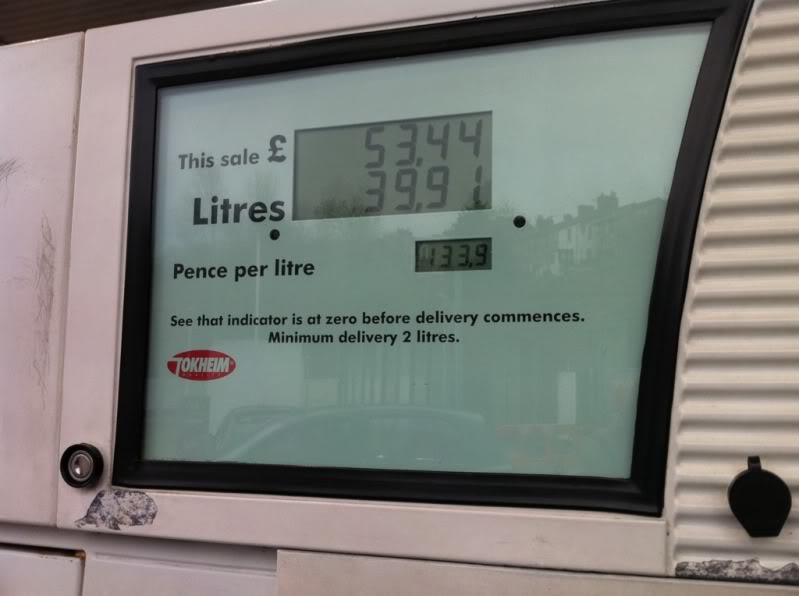 This sale £ 53,44
Litres 39,91
Pence per litre 133,9
See that indicator is at zero before delivery commences.
Minimum delivery 2 litres.
TOKHEIM